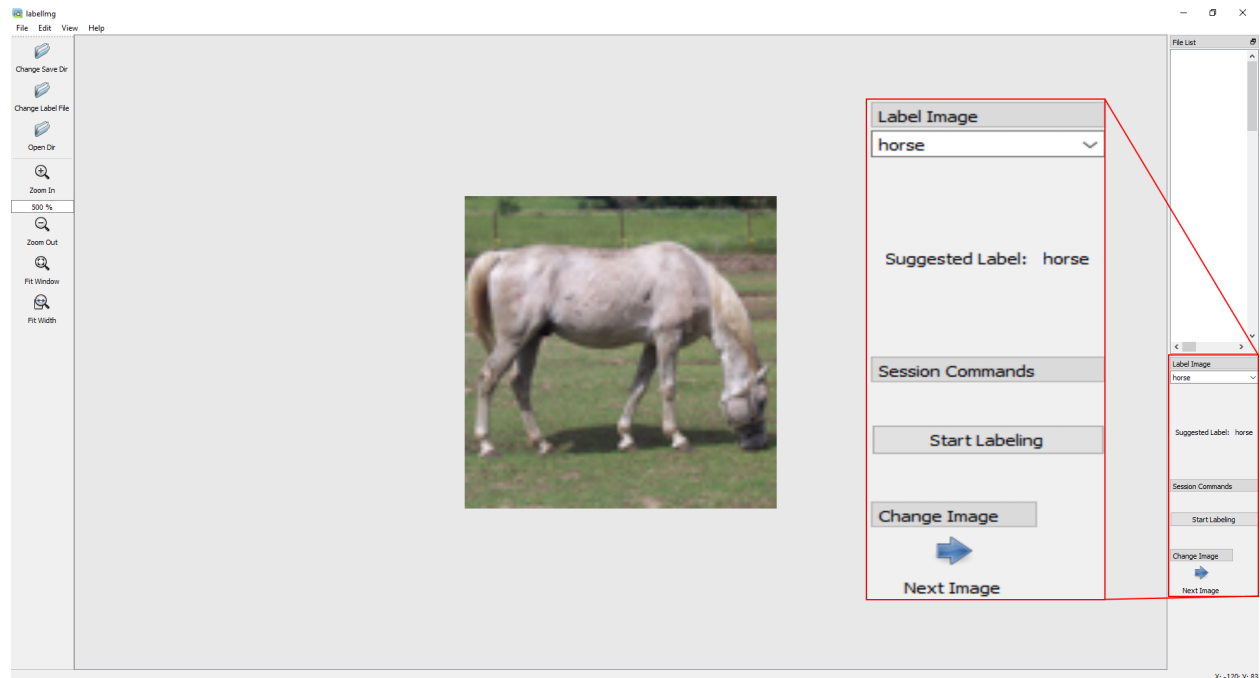 labelImg
File Edit View Help
Change Save Dir
Change Label File
Open Dir
Zoom In
500 %
Zoom Out
Fit Window
Fit Width
Label Image
horse
Suggested Label: horse
Session Commands
Start Labeling
Change Image
Next Image
File List
Label Image
horse
Suggested Label: horse
Session Commands
Start Labeling
Change Image
Next Image
X: -120; Y: 83